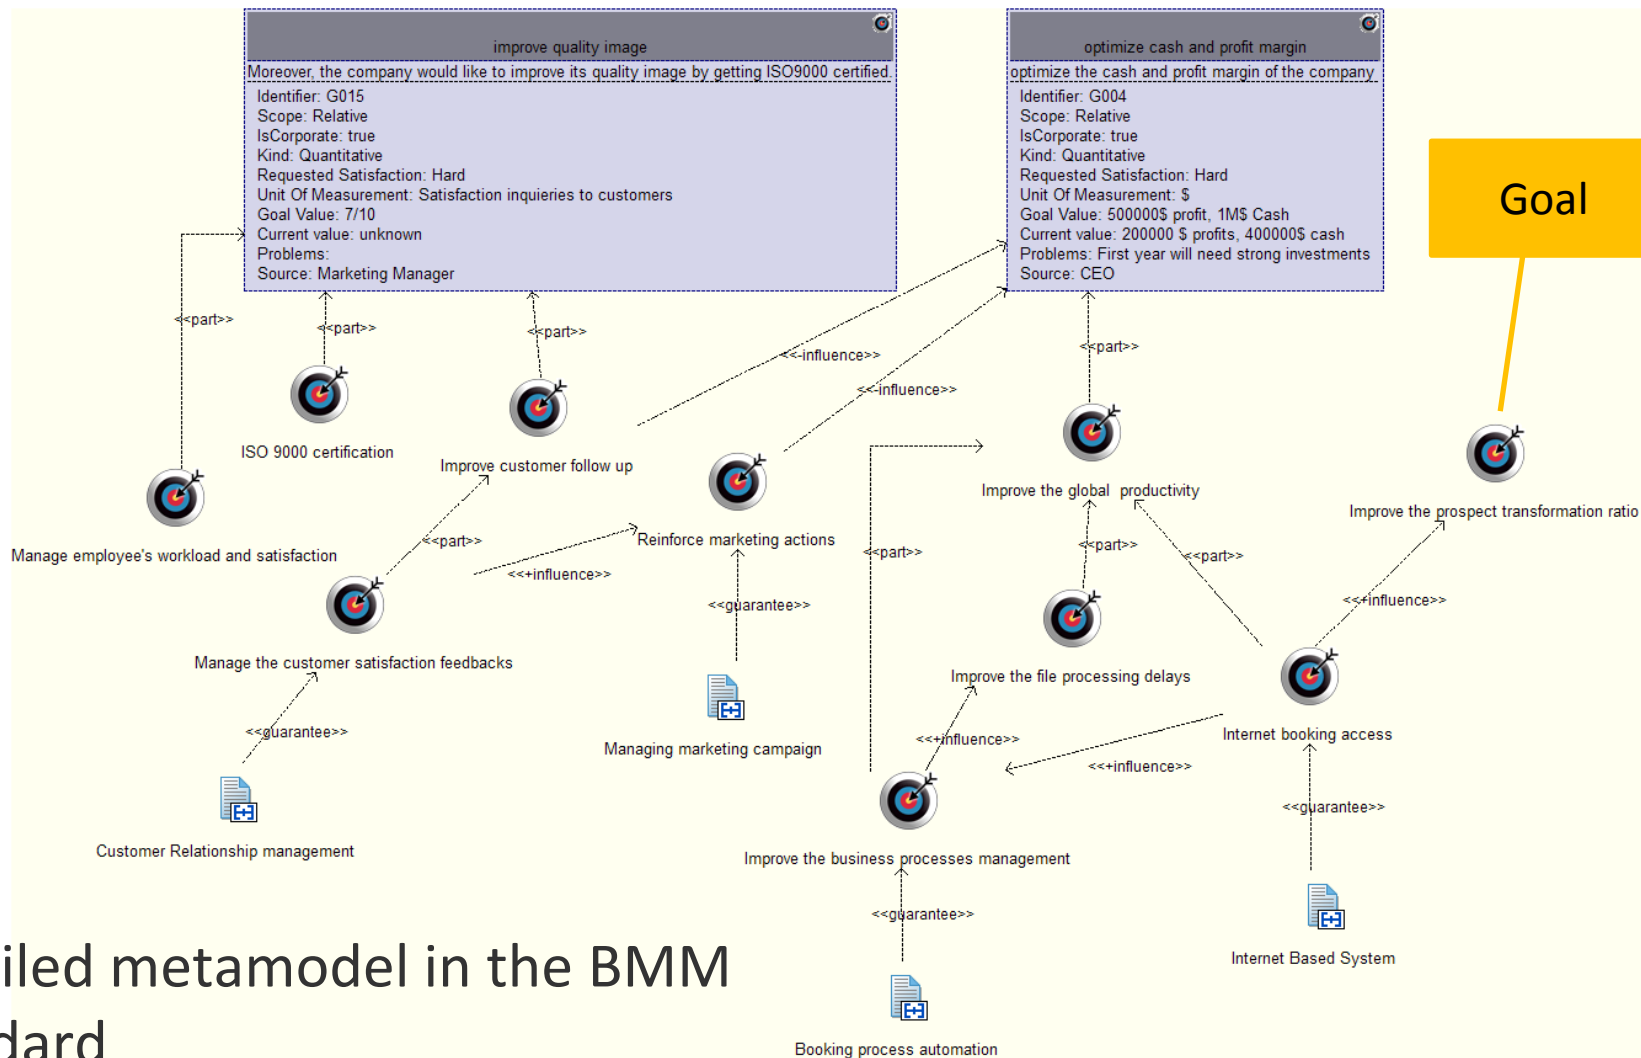 improve quality image
Moreover, the company would like to improve its quality image by getting ISO9000 certified.
Identifier: G015
Scope: Relative
IsCorporate: true
Kind: Quantitative
Requested Satisfaction: Hard
Unit Of Measurement: Satisfaction inquieries to customers
Goal Value: 7/10
Current value: unknown
Problems:
Source: Marketing Manager
optimize cash and profit margin
optimize the cash and profit margin of the company
Identifier: G004
Scope: Relative
IsCorporate: true
Kind: Quantitative
Requested Satisfaction: Hard
Unit Of Measurement: $
Goal Value: 500000$ profit, 1M$ Cash
Current value: 200000 $ profits, 400000$ cash
Problems: First year will need strong investments
Source: CEO
Goal
<<part>>
<<part>>
<<part>>
<<-influence>>
<<part>>
<<-influence>>
ISO 9000 certification
Improve customer follow up
Improve the global productivity
Improve the prospect transformation ratio
Manage employee's workload and satisfaction
<<part>>
Reinforce marketing actions
<<part>>
<<part>>
<<part>>
<<+influence>>
<<guarantee>>
<<+influence>>
Manage the customer satisfaction feedbacks
Improve the file processing delays
<<guarantee>>
Managing marketing campaign
<<+influence>>
Internet booking access
<<+influence>>
<<guarantee>>
Customer Relationship management
Improve the business processes management
<<guarantee>>
Internet Based System
iled metamodel in the BMM
dard
Booking process automation